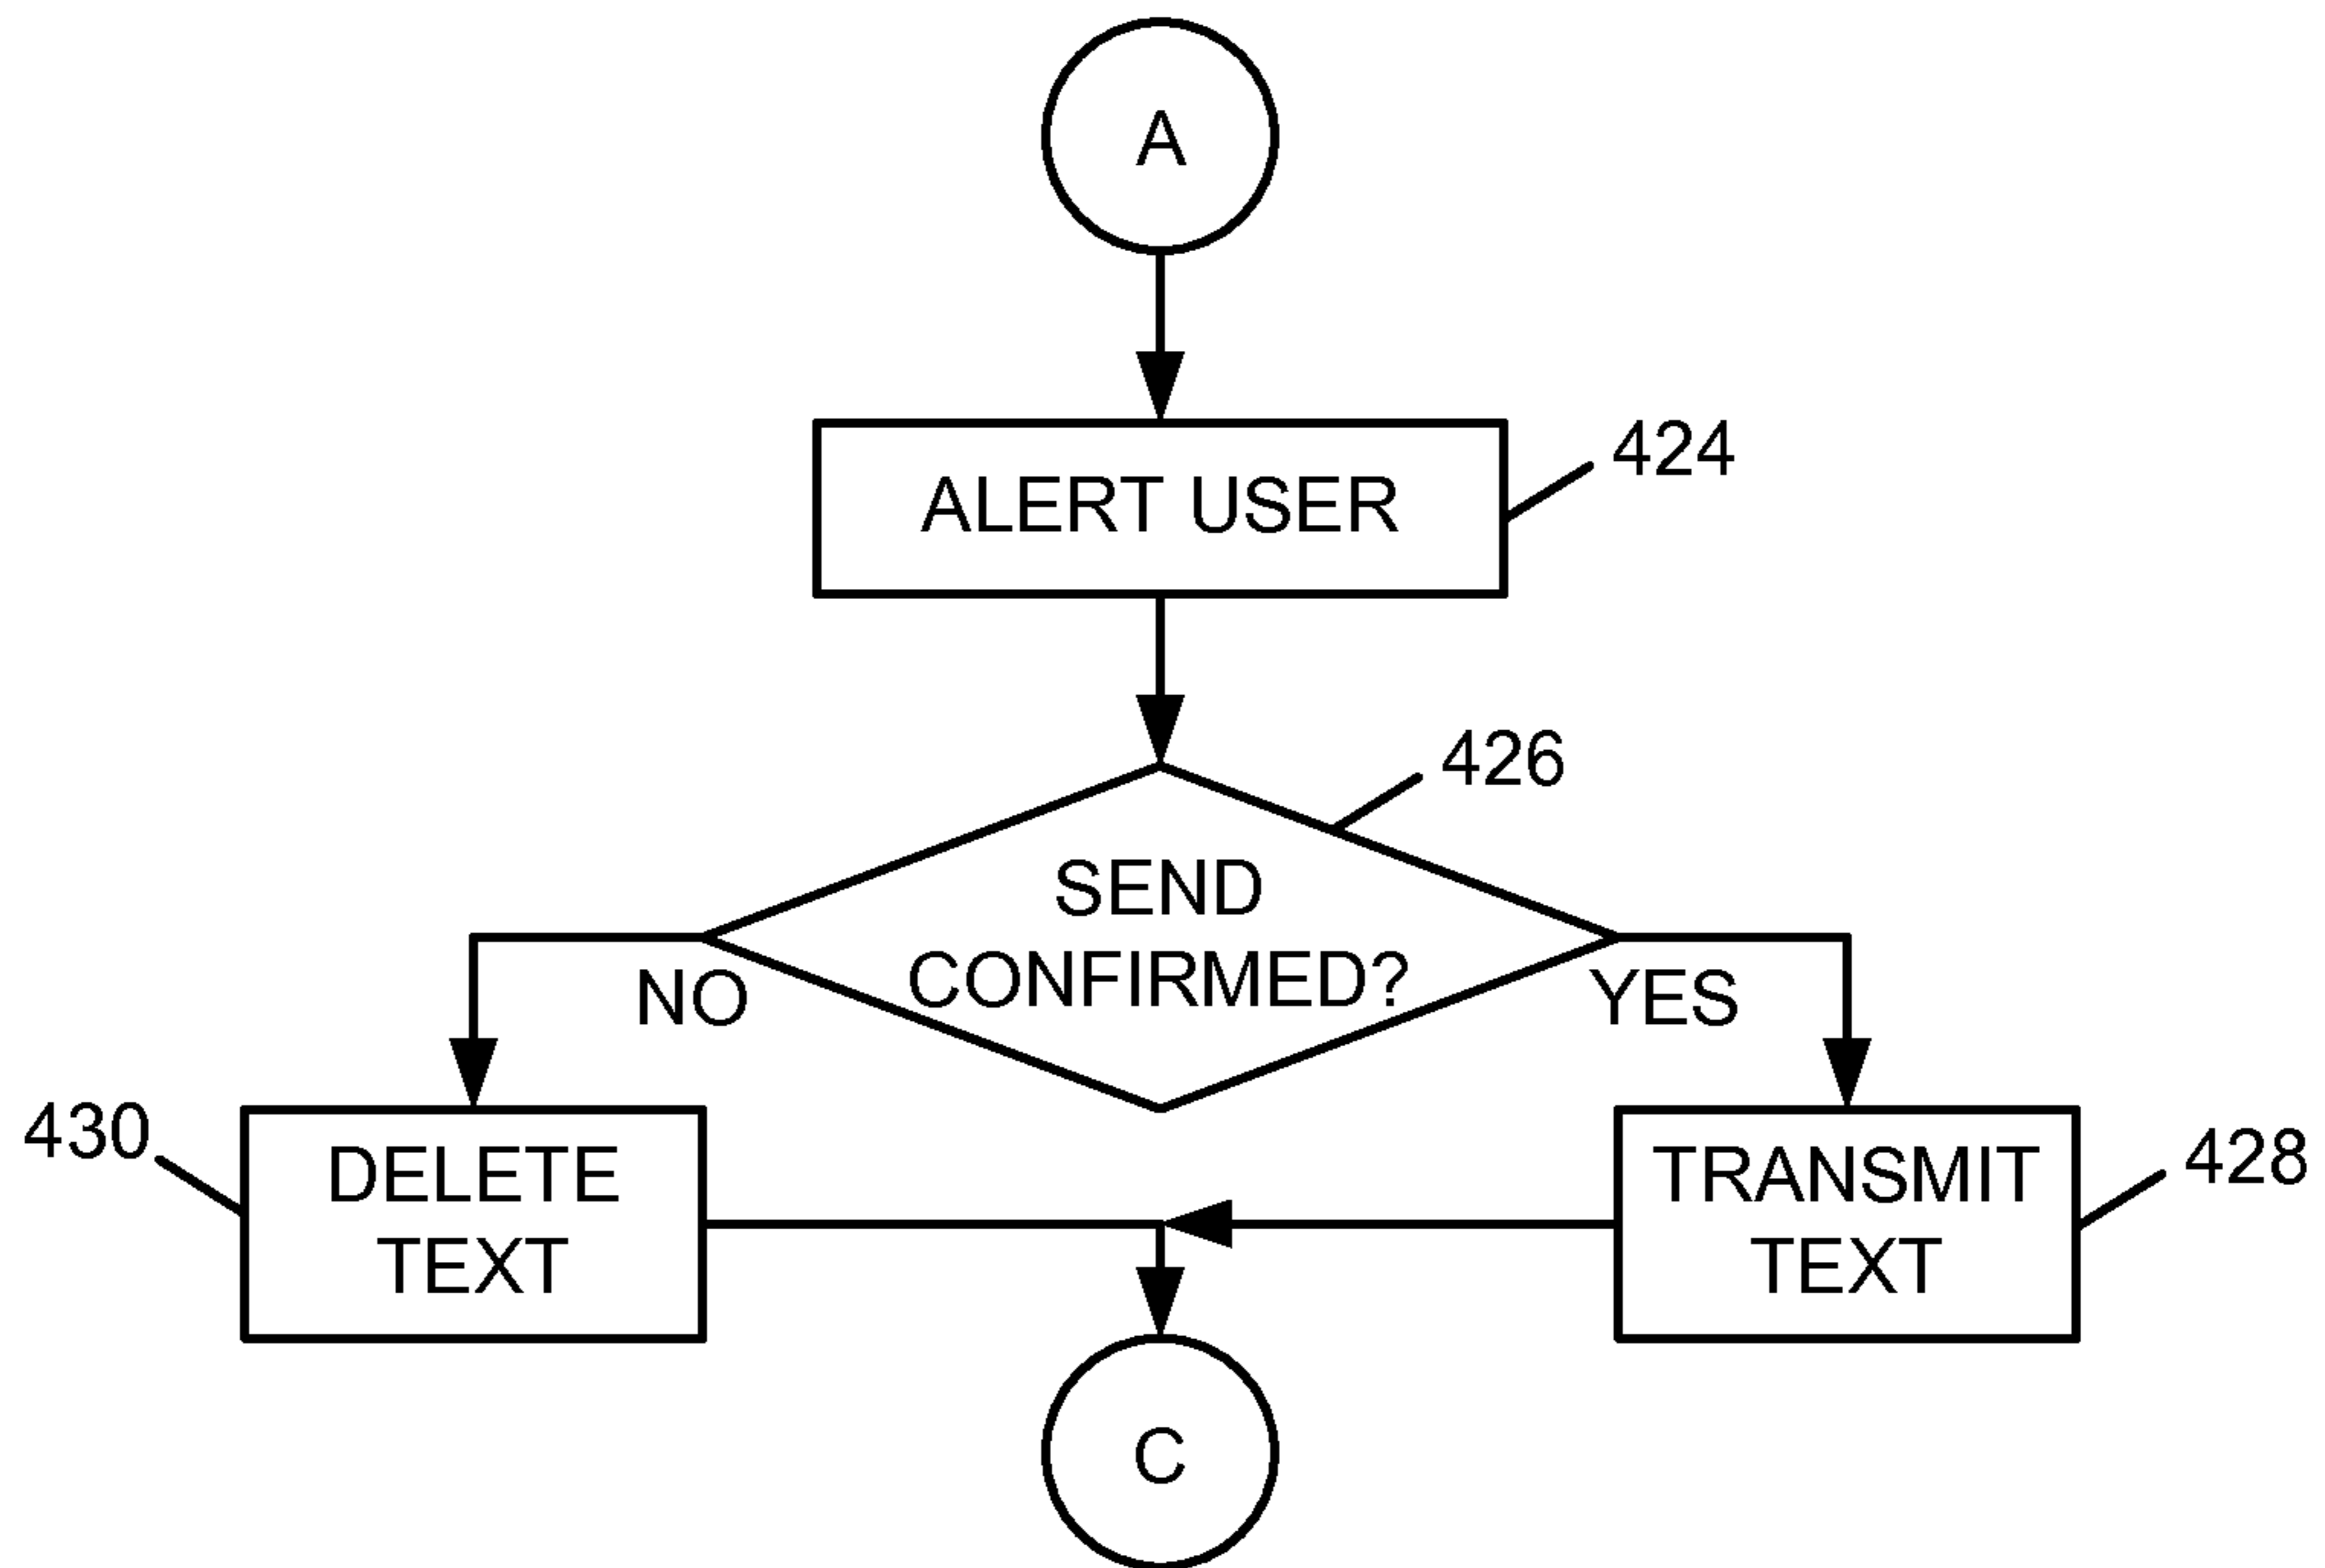 A
ALERT USER
424
426
SEND
CONFIRMED?
NO
YES
430
DELETE
TEXT
TRANSMIT
TEXT
428
C